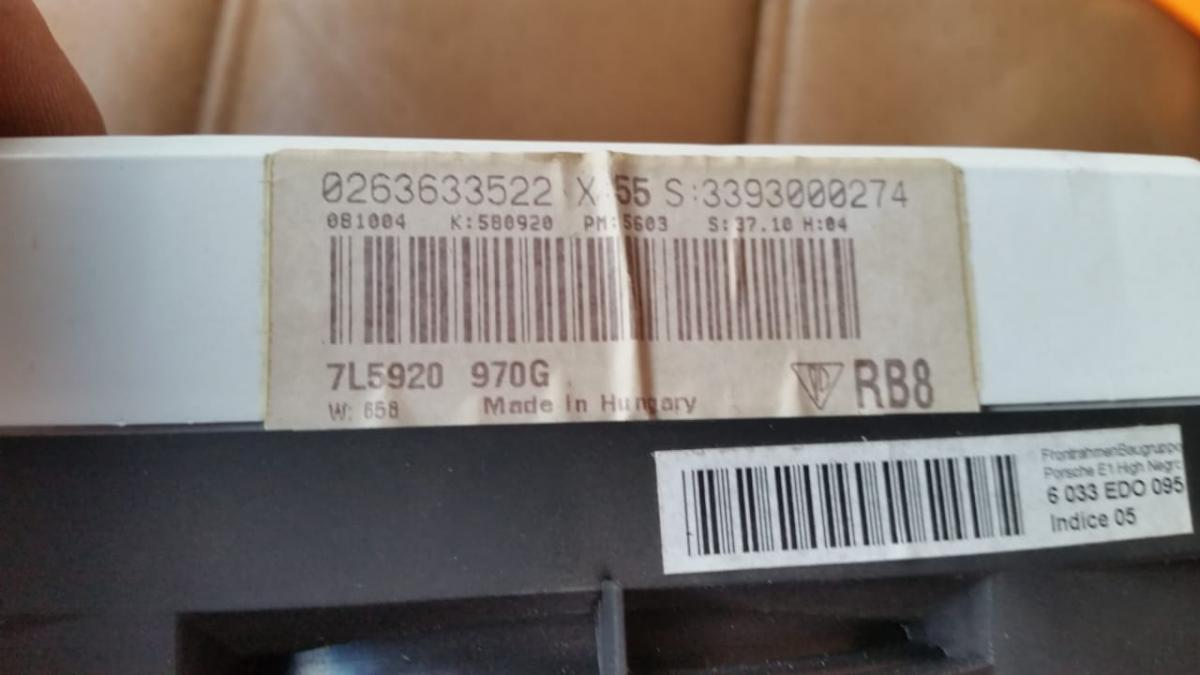 0263633522 X 55 S:3393000274
081004 K:580920 PM:5603 S:37.10 H:04
7L5920 970G RB8
W: 658 Made in Hungary
FrontrahmenBaugruppe
Porsche E1 High Negro
6 033 EDO 095
Indice 05